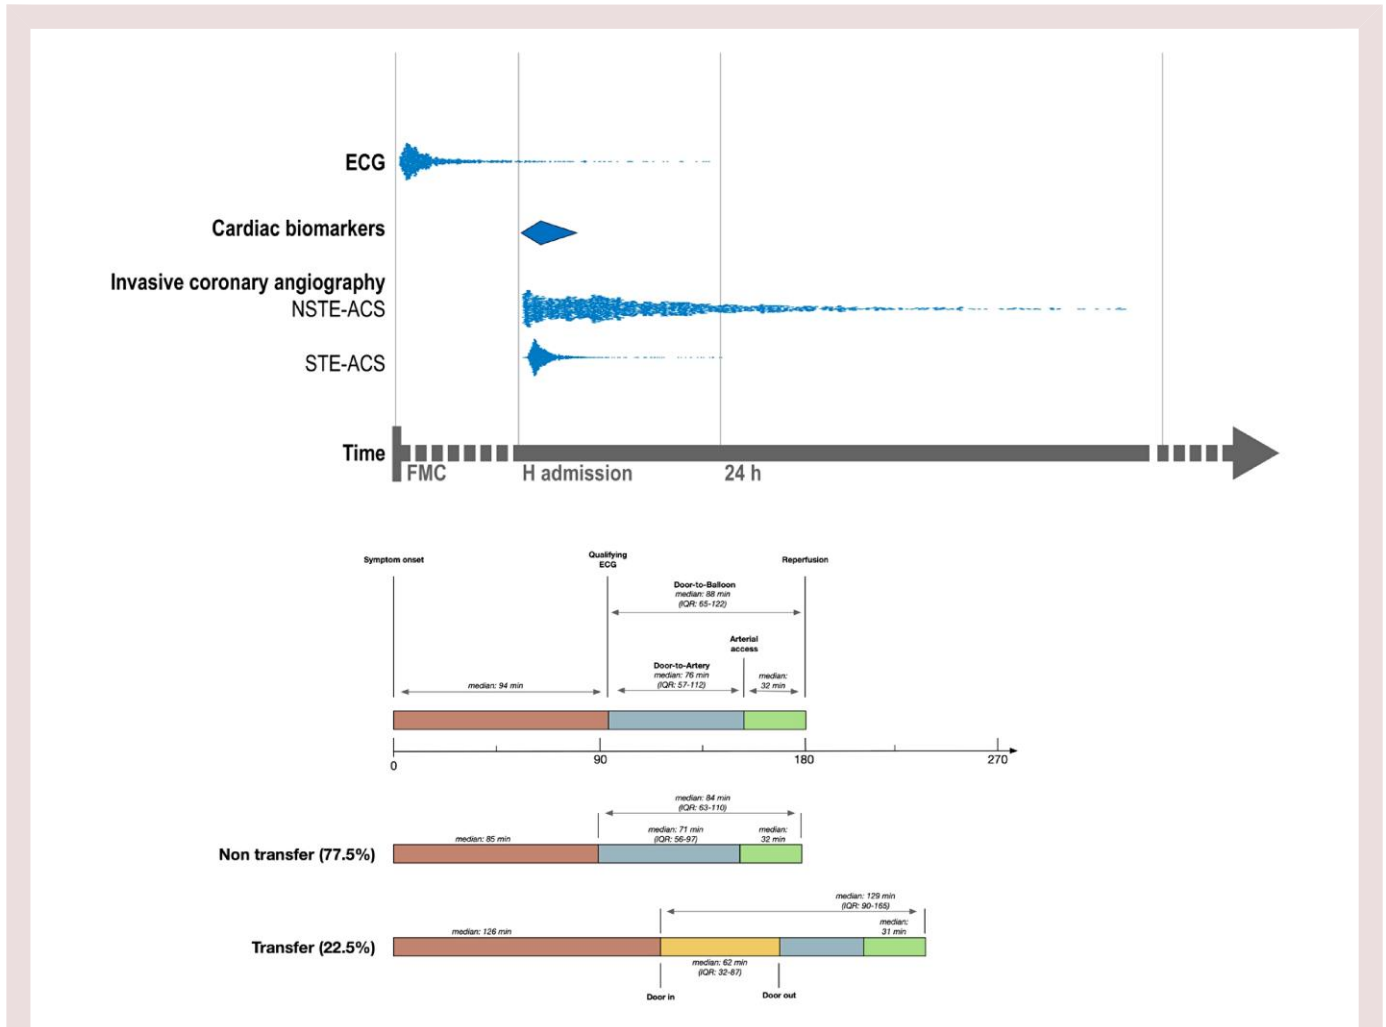 ECG
Cardiac biomarkers
Invasive coronary angiography
NSTE-ACS
STE-ACS
Time
FMC
H admission
24 h
Symptom onset
Qualifying
ECG
Reperfusion
Door-to-Balloon
median: 88 min
(IQR: 65-122)
Arterial
access
Door-to-Artery
median: 76 min
(IQR: 57-112)
median: 94 min
median:
32 min
0
90
180
270
median: 84 min
(IQR: 63-110)
Non transfer (77.5%)
median: 85 min
median: 71 min
(IQR: 56-97)
median:
32 min
median: 129 min
(IQR: 90-165)
Transfer (22.5%)
median: 126 min
median:
31 min
median: 62 min
(IQR: 32-87)
Door in
Door out